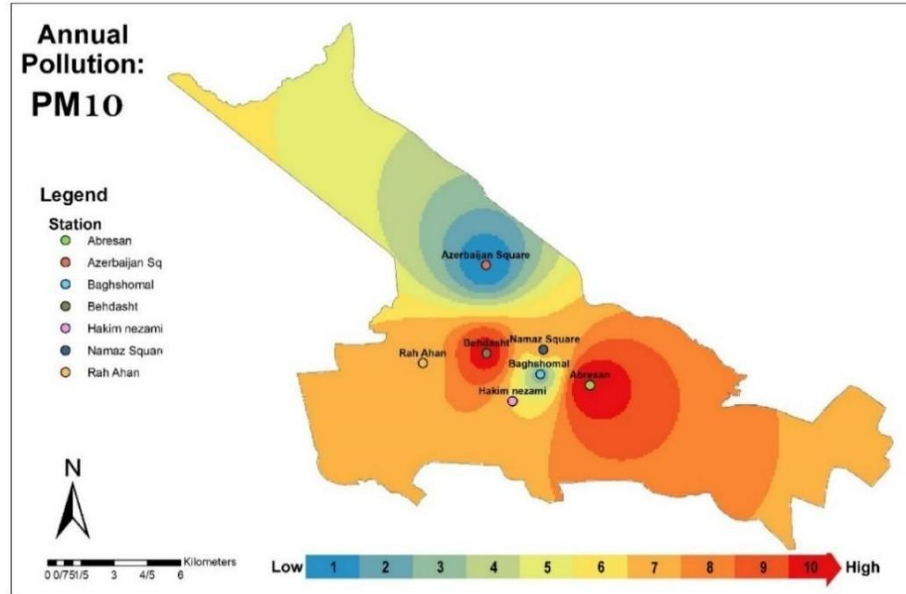 Annual
Pollution:
PM10
Legend
Station
Abresan
Azerbaijan Sq
Baghshomal
Behdasht
Hakim nezami
Namaz Square
Rah Ahan
Azerbaijan Square
Namaz Square
Behdasht
Rah Ahan
Baghshomal
Abresan
Hakim nezami
N
Kilometers
0 0/75 1/5 3 4/5 6
Low 1 2 3 4 5 6 7 8 9 10 High